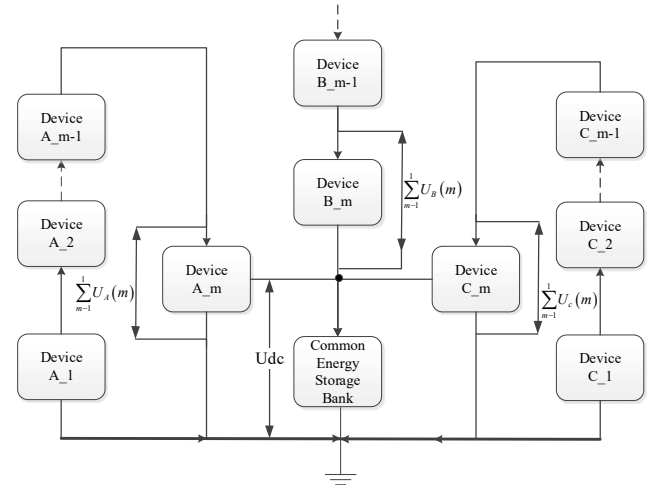 Device
A_m-1
Device
A_2
Device
A_1
Device
A_m
Device
B_m-1
Device
B_m
Device
C_m
Device
C_m-1
Device
C_2
Device
C_1
Common
Energy
Storage
Bank
Udc
1
∑ U_A(m)
m-1
1
∑ U_B(m)
m-1
1
∑ U_c(m)
m-1